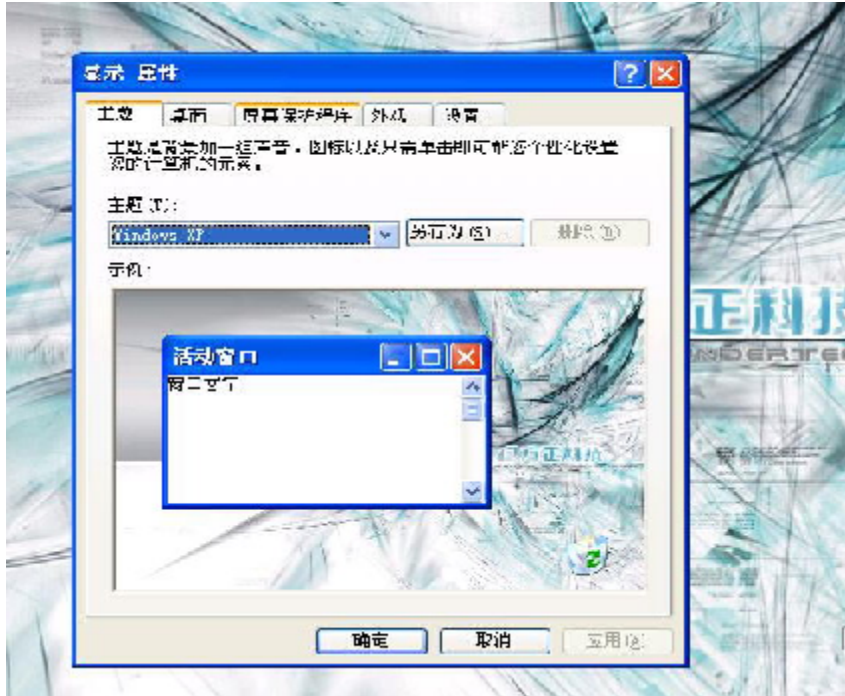 显示 属性
主题 桌面 屏幕保护程序 外观 设置
主题是背景加一组声音，图标以及只需单击即可帮您个性化设置
您的计算机的元素。
主题(T):
Windows XP 另存为(S)... 删除(D)
示例:
活动窗口
窗口文字
正科技
方正科技
确定 取消 应用(A)